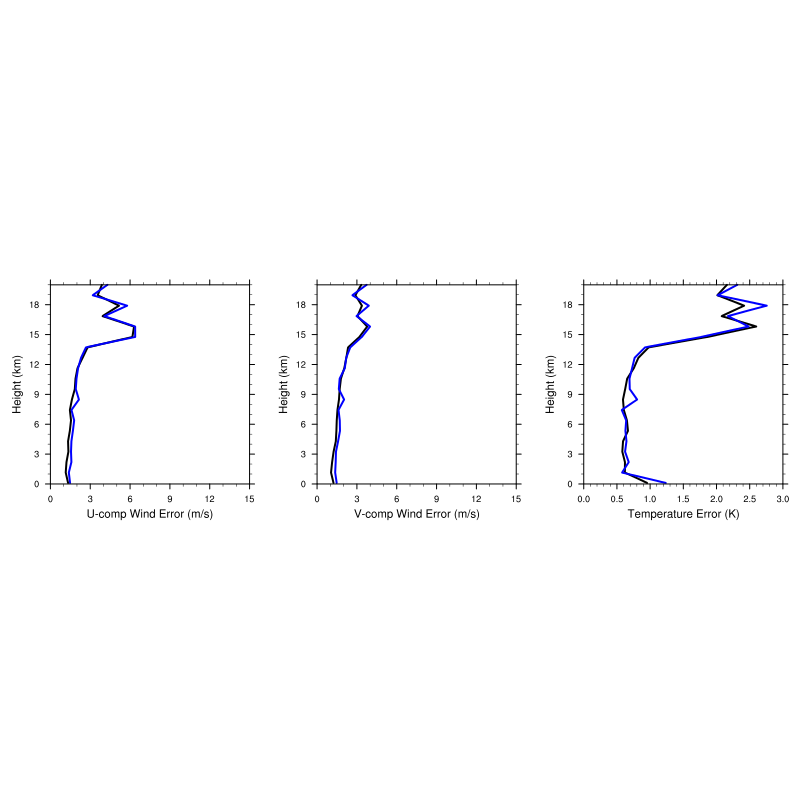 18
15
12
9
6
3
0
Height (km)
0 3 6 9 12 15
U-comp Wind Error (m/s)
18
15
12
9
6
3
0
Height (km)
0 3 6 9 12 15
V-comp Wind Error (m/s)
18
15
12
9
6
3
0
Height (km)
0.0 0.5 1.0 1.5 2.0 2.5 3.0
Temperature Error (K)